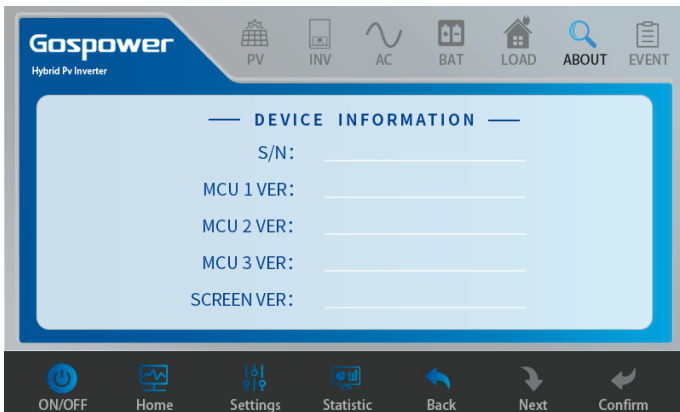 Gospower
Hybrid Pv Inverter
PV INV AC BAT LOAD ABOUT EVENT
DEVICE INFORMATION
S/N:
MCU 1 VER:
MCU 2 VER:
MCU 3 VER:
SCREEN VER:
ON/OFF Home Settings Statistic Back Next Confirm